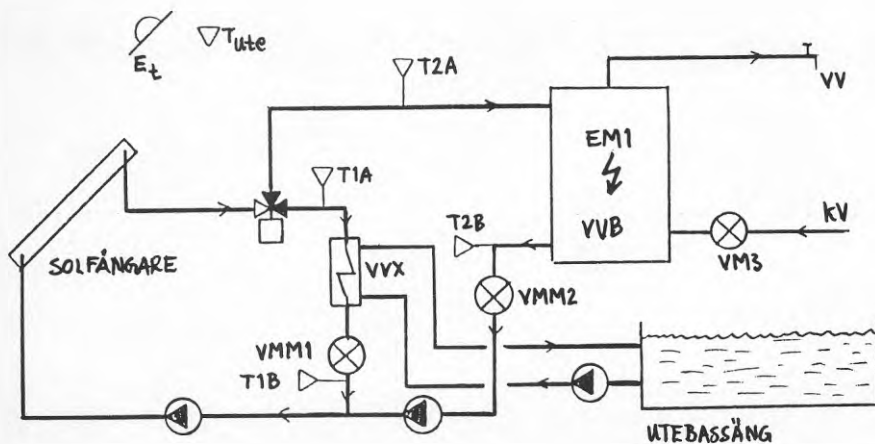 Et
Tute
T2A
VV
EM1
T1A
T2B
VVB
KV
SOLFÅNGARE
VVX
VM3
VMM2
VMM1
T1B
UTEBASSÄNG